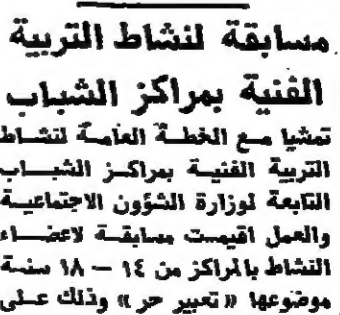 مسابقة لنشاط التربية
الفنية بمراكز الشباب
تمشيا مع الخطة العامة لنشاط
التربية الفنية بمراكز الشباب
التابعة لوزارة الشؤون الاجتماعية
والعمل اقيمت مسابقة لاعضاء
النشاط بالمراكز من ١٤ — ١٨ سنة
موضوعها « تعبير حر » وذلك على